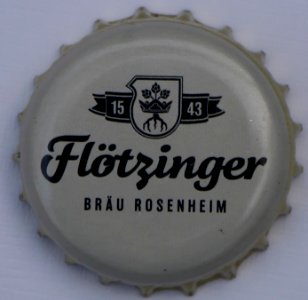 15 43
Flötzinger
BRÄU ROSENHEIM